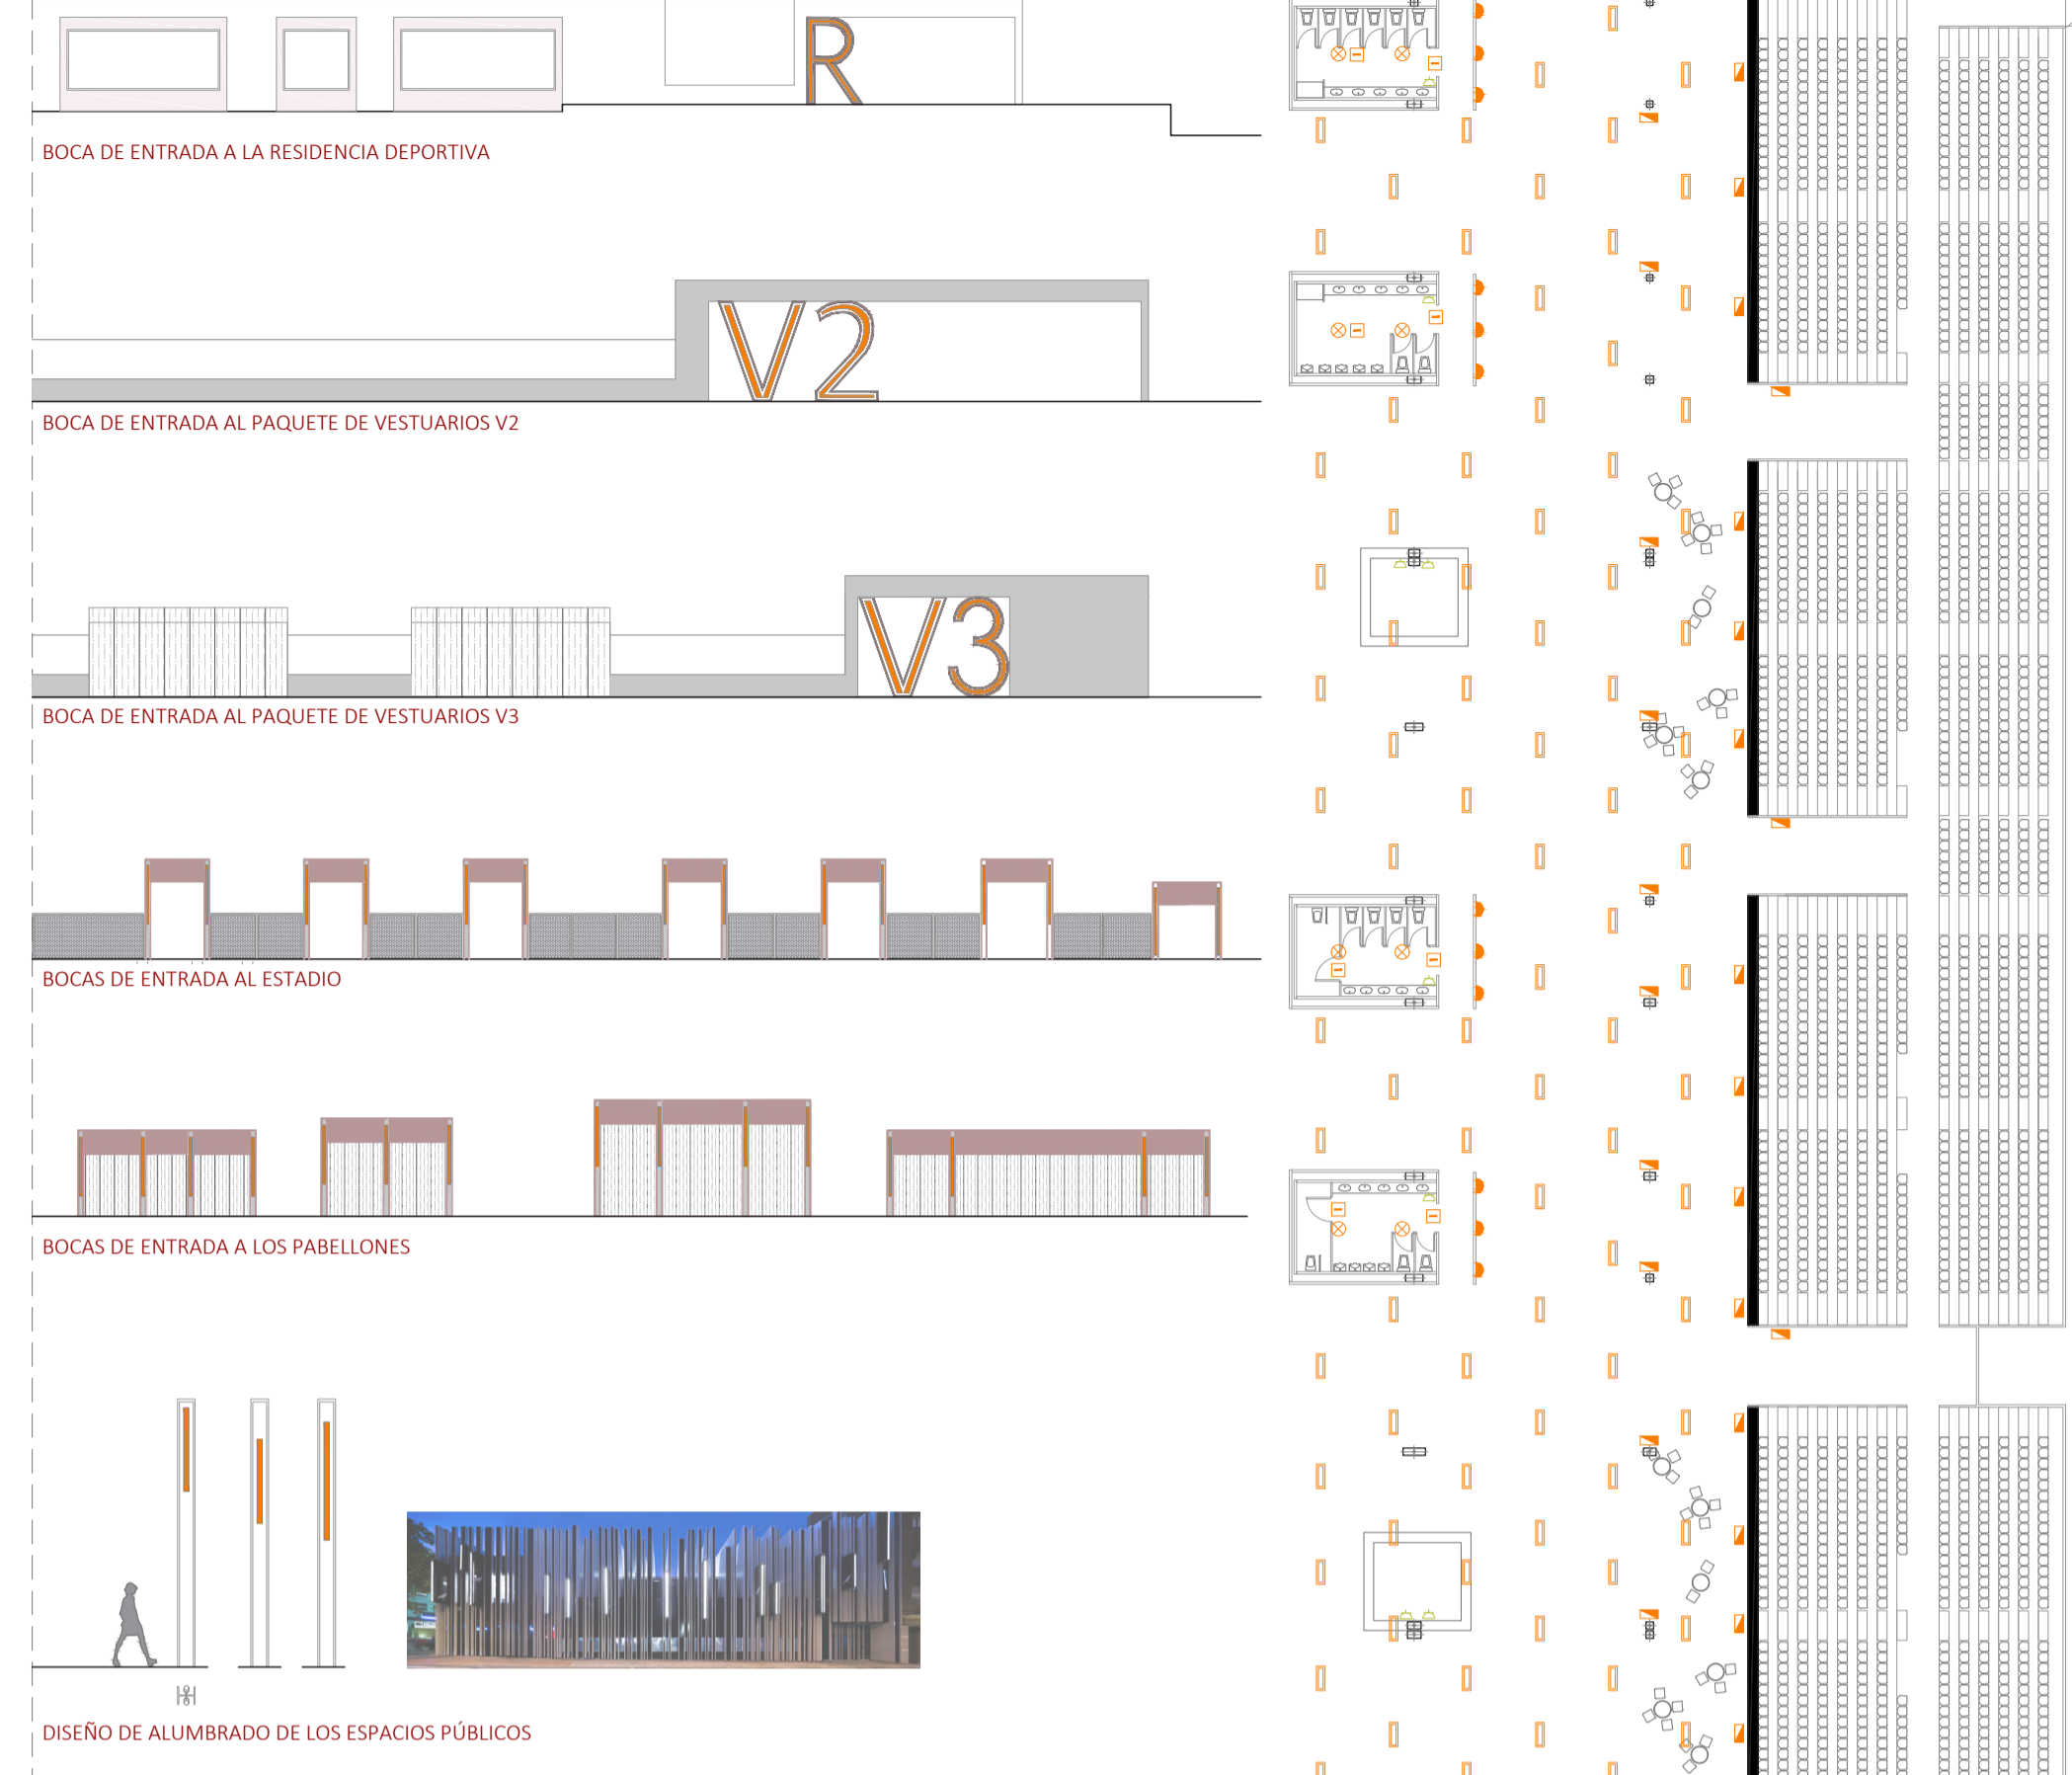 R
BOCA DE ENTRADA A LA RESIDENCIA DEPORTIVA
V2
BOCA DE ENTRADA AL PAQUETE DE VESTUARIOS V2
V3
BOCA DE ENTRADA AL PAQUETE DE VESTUARIOS V3
BOCAS DE ENTRADA AL ESTADIO
BOCAS DE ENTRADA A LOS PABELLONES
DISEÑO DE ALUMBRADO DE LOS ESPACIOS PÚBLICOS